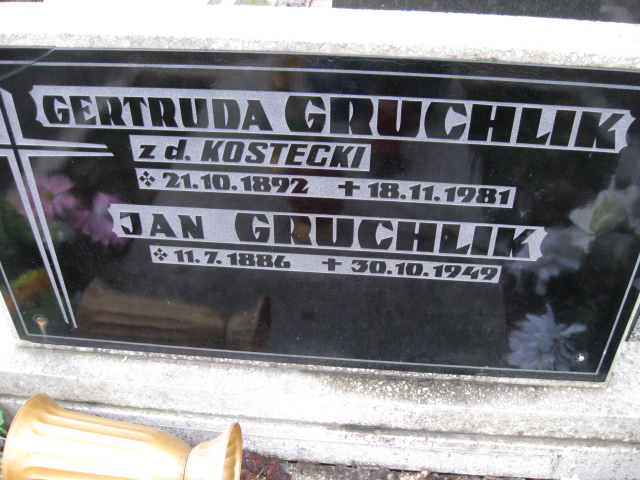 GERTRUDA GRUCHLIK
z d. KOSTECKI
✲ 21.10.1892 ✝ 18.11.1981
JAN GRUCHLIK
✲ 11.7.1886 ✝ 30.10.1949